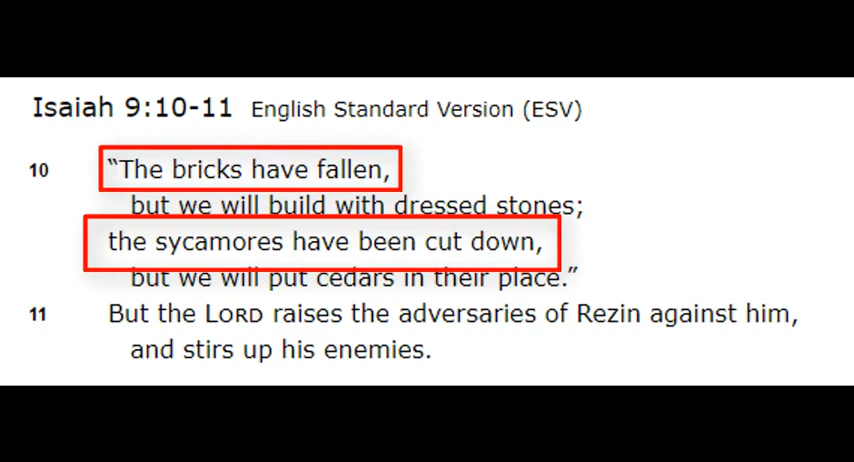 Isaiah 9:10-11 English Standard Version (ESV)
10 “The bricks have fallen,
but we will build with dressed stones;
the sycamores have been cut down,
but we will put cedars in their place.”
11 But the LORD raises the adversaries of Rezin against him,
and stirs up his enemies.